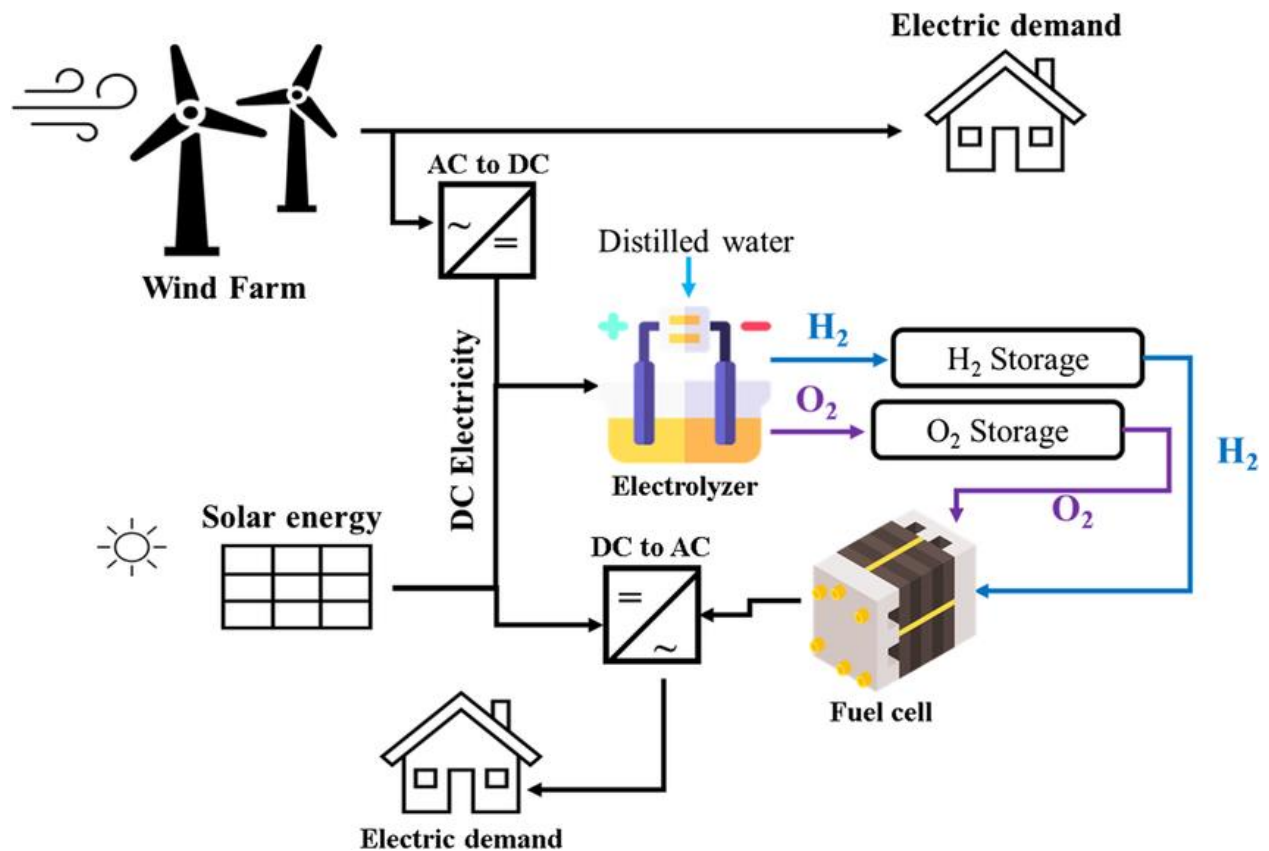 Electric demand
AC to DC
~
=
Distilled water
Wind Farm
+
−
H₂
H₂ Storage
DC Electricity
O₂
O₂ Storage
H₂
Electrolyzer
O₂
Solar energy
DC to AC
=
~
Fuel cell
Electric demand